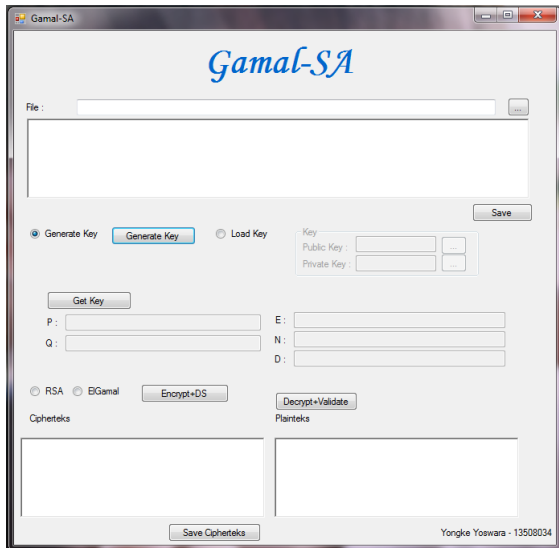 Gamal-SA
Gamal-SA
File :
...
Save
Generate Key
Generate Key
Load Key
Key
Public Key :
...
Private Key :
...
Get Key
P :
Q :
E :
N :
D :
RSA
ElGamal
Encrypt+DS
Decrypt+Validate
Cipherteks
Plainteks
Save Cipherteks
Yongke Yoswara - 13508034